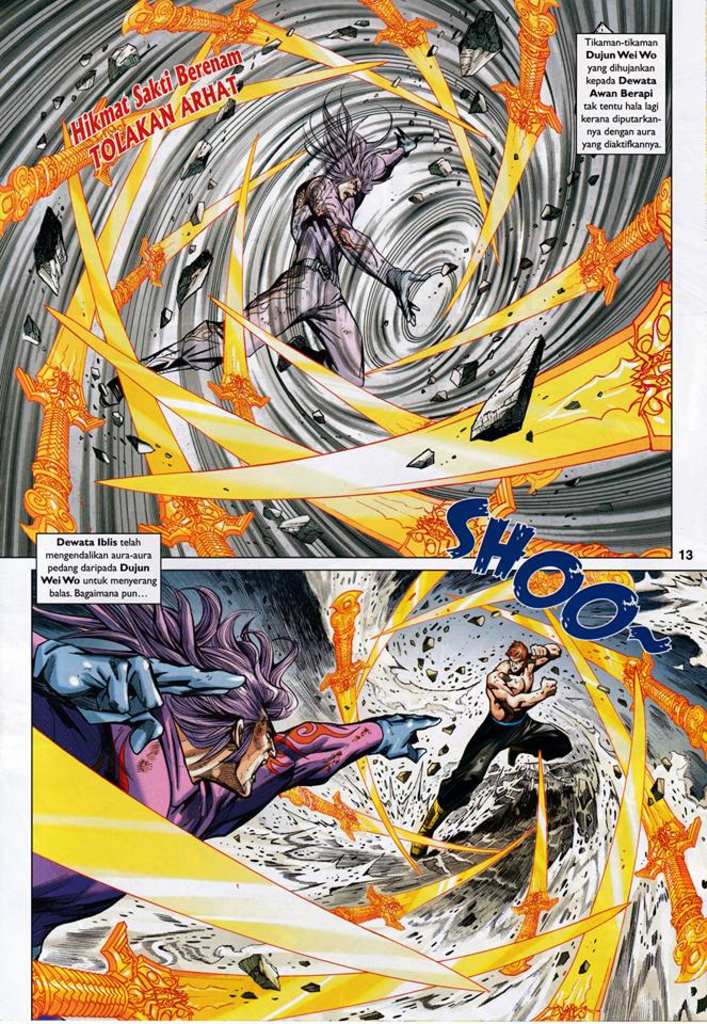 Hikmat Sakti Berenam
TOLAKAN ARHAT
Tikaman-tikaman
Dujun Wei Wo
yang dihujankan
kepada Dewata
Awan Berapi
tak tentu hala lagi
kerana diputarkan-
nya dengan aura
yang diaktifkannya.
13
Dewata Iblis telah
mengendalikan aura-aura
pedang daripada Dujun
Wei Wo untuk menyerang
balas. Bagaimana pun...
SHOO~